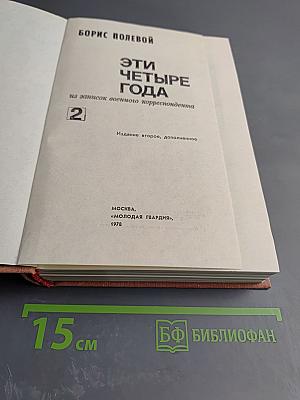 БОРИС ПОЛЕВОЙ
ЭТИ
ЧЕТЫРЕ
ГОДА
из записок военного корреспондента
2
Издание второе, дополненное
МОСКВА,
«МОЛОДАЯ ГВАРДИЯ»,
1978
15 см
БФ БИБЛИОФАН